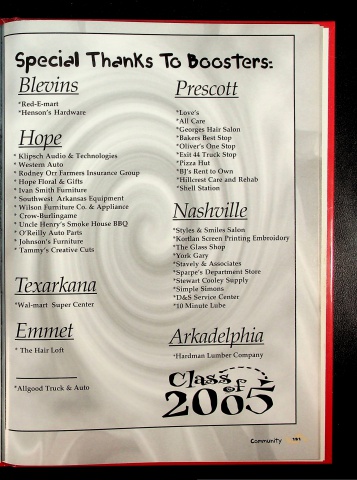 Special Thanks To Boosters:
Blevins
*Red-E-mart
*Henson's Hardware
Hope
* Klipsch Audio & Technologies
* Western Auto
* Rodney Orr Farmers Insurance Group
* Hope Floral & Gifts
* Ivan Smith Furniture
* Southwest Arkansas Equipment
* Wilson Furniture Co. & Appliance
* Crow-Burlingame
* Uncle Henry's Smoke House BBQ
* O'Reilly Auto Parts
* Johnson's Furniture
* Tammy's Creative Cuts
Texarkana
*Wal-mart Super Center
Emmet
* The Hair Loft
*Allgood Truck & Auto
Prescott
*Love's
*All Care
*Georges Hair Salon
*Bakers Best Stop
*Oliver's One Stop
*Exit 44 Truck Stop
*Pizza Hut
*BJ's Rent to Own
*Hillcrest Care and Rehab
*Shell Station
Nashville
*Styles & Smiles Salon
*Kortlan Screen Printing Embroidory
*The Glass Shop
*York Gary
*Stavely & Associates
*Sparpe's Department Store
*Stewart Cooley Supply
*Simple Simons
*D&S Service Center
*10 Minute Lube
Arkadelphia
*Hardman Lumber Company
Class of
2005
Community 191